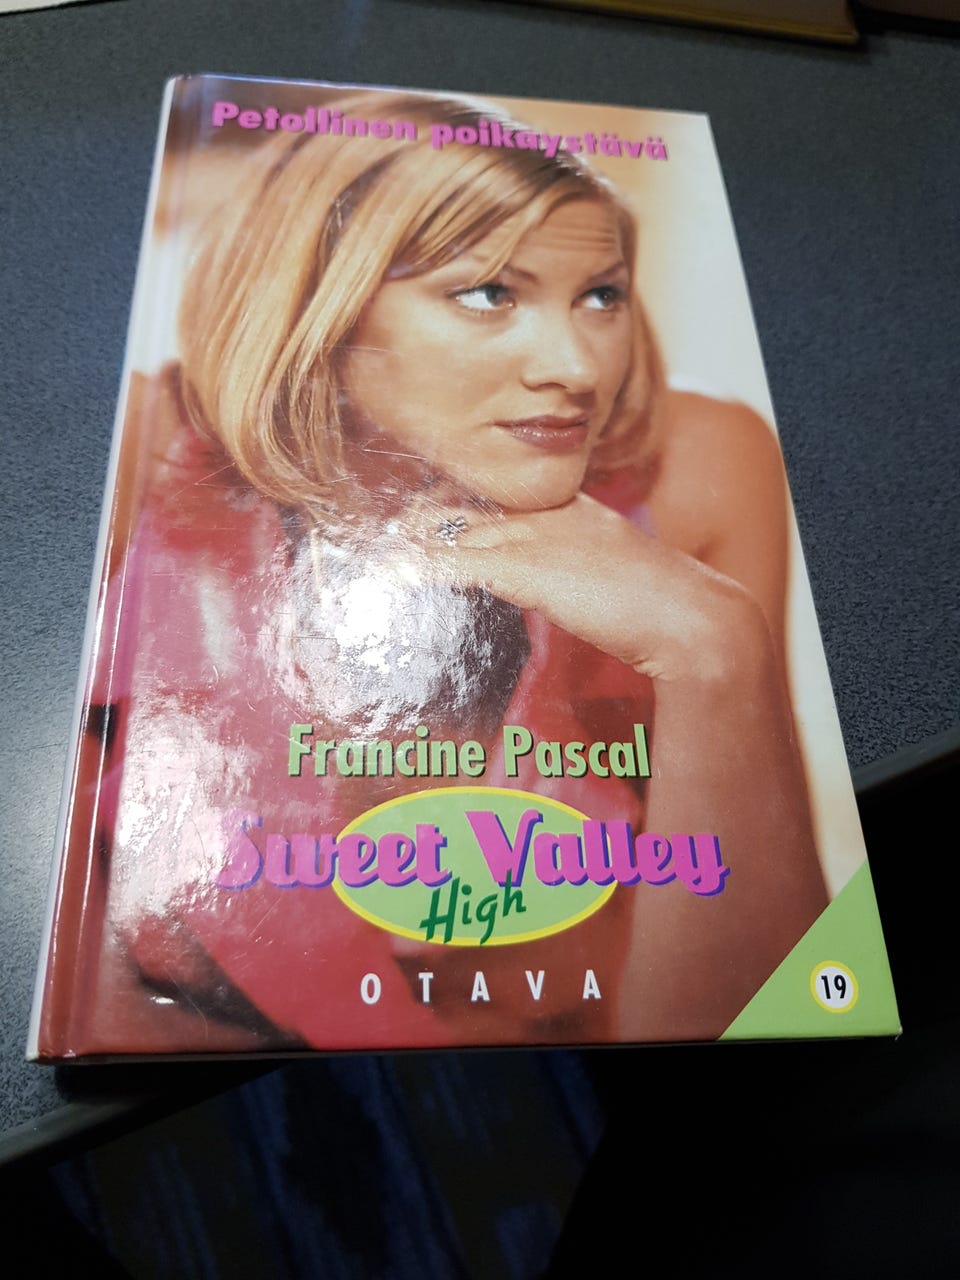 Petollinen poikaystävä
Francine Pascal
Sweet Valley
High
OTAVA
19